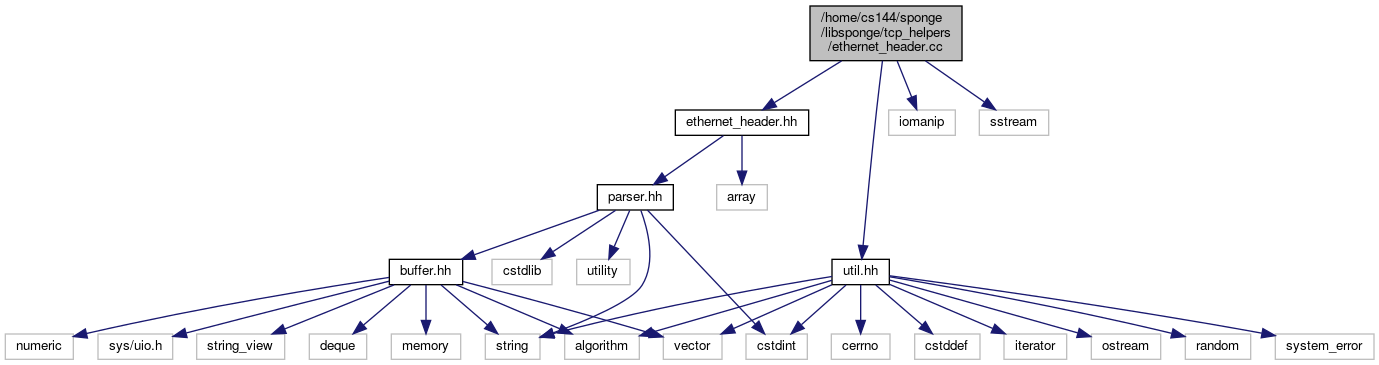 /home/cs144/sponge
/libsponge/tcp_helpers
/ethernet_header.cc
ethernet_header.hh
iomanip
sstream
parser.hh
array
buffer.hh
cstdlib
utility
util.hh
numeric
sys/uio.h
string_view
deque
memory
string
algorithm
vector
cstdint
cerrno
cstddef
iterator
ostream
random
system_error